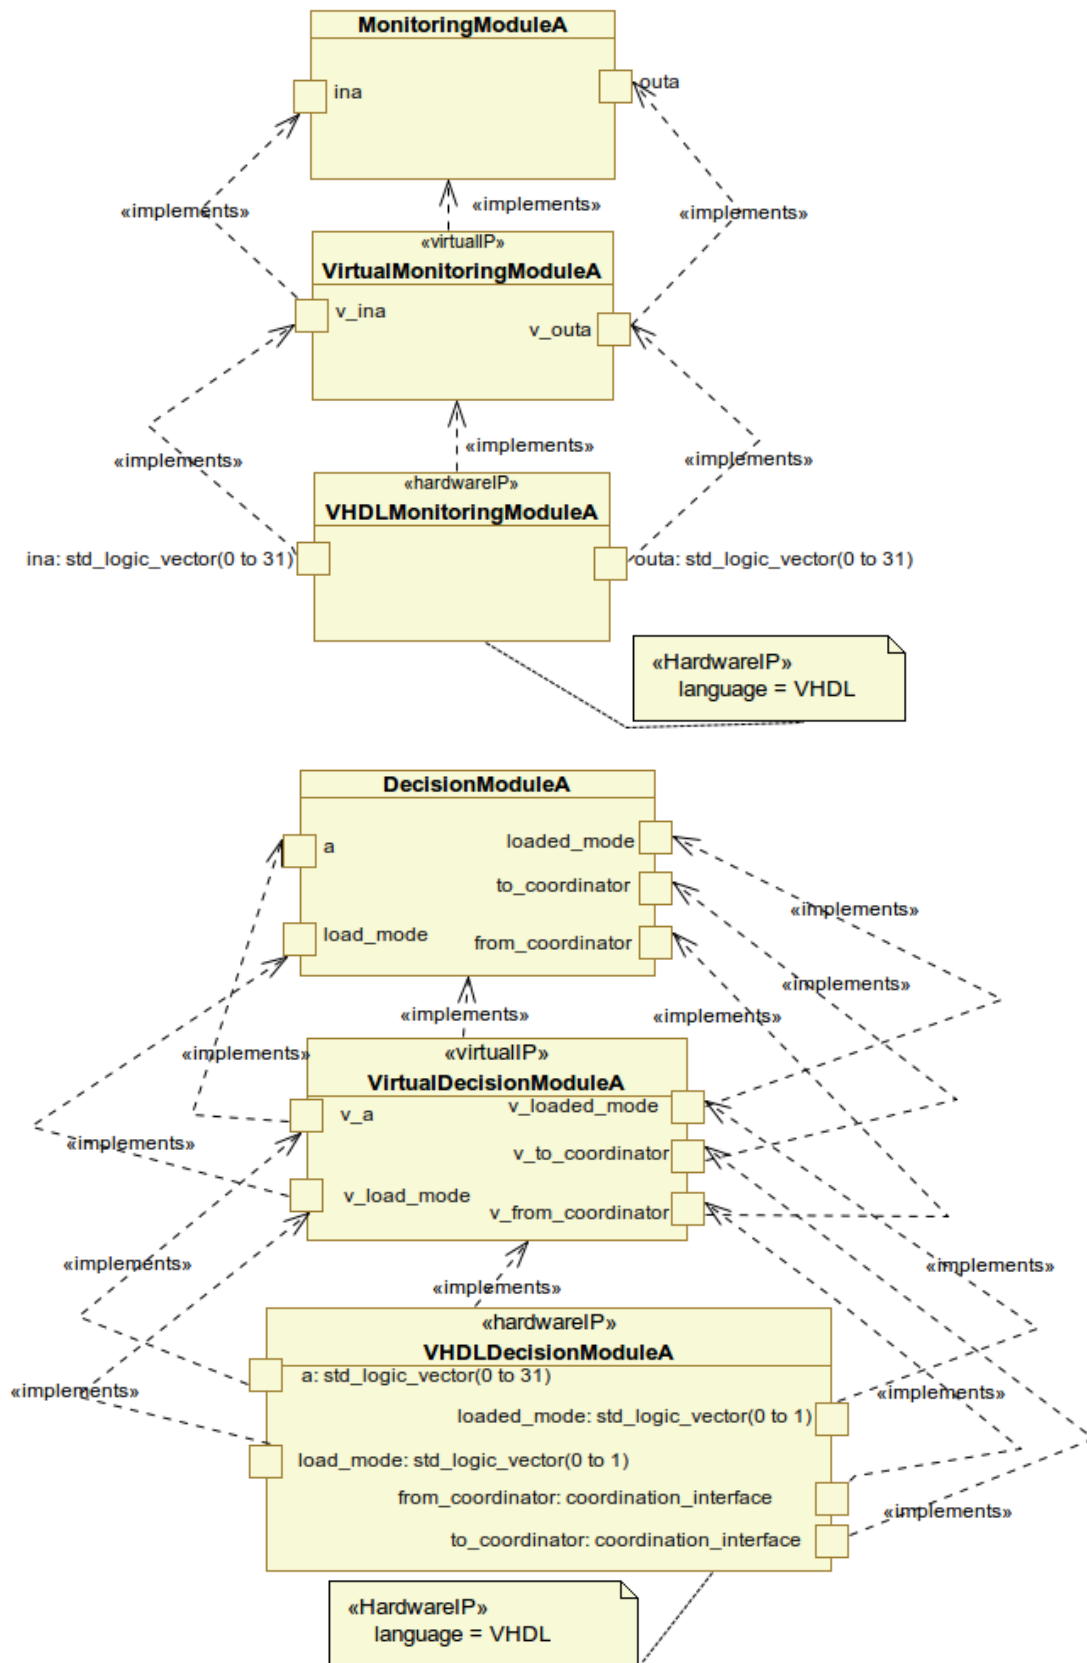 MonitoringModuleA
ina
outa
«implements»
«implements»
«implements»
«virtualIP»
VirtualMonitoringModuleA
v_ina
v_outa
«implements»
«implements»
«implements»
«hardwareIP»
VHDLMonitoringModuleA
ina: std_logic_vector(0 to 31)
outa: std_logic_vector(0 to 31)
«HardwareIP»
language = VHDL
DecisionModuleA
a
loaded_mode
to_coordinator
load_mode
from_coordinator
«implements»
«implements»
«implements»
«implements»
«implements»
«implements»
«virtualIP»
VirtualDecisionModuleA
v_a
v_loaded_mode
v_to_coordinator
v_load_mode
v_from_coordinator
«implements»
«implements»
«implements»
«implements»
«implements»
«implements»
«hardwareIP»
VHDLDecisionModuleA
a: std_logic_vector(0 to 31)
loaded_mode: std_logic_vector(0 to 1)
load_mode: std_logic_vector(0 to 1)
from_coordinator: coordination_interface
to_coordinator: coordination_interface
«HardwareIP»
language = VHDL